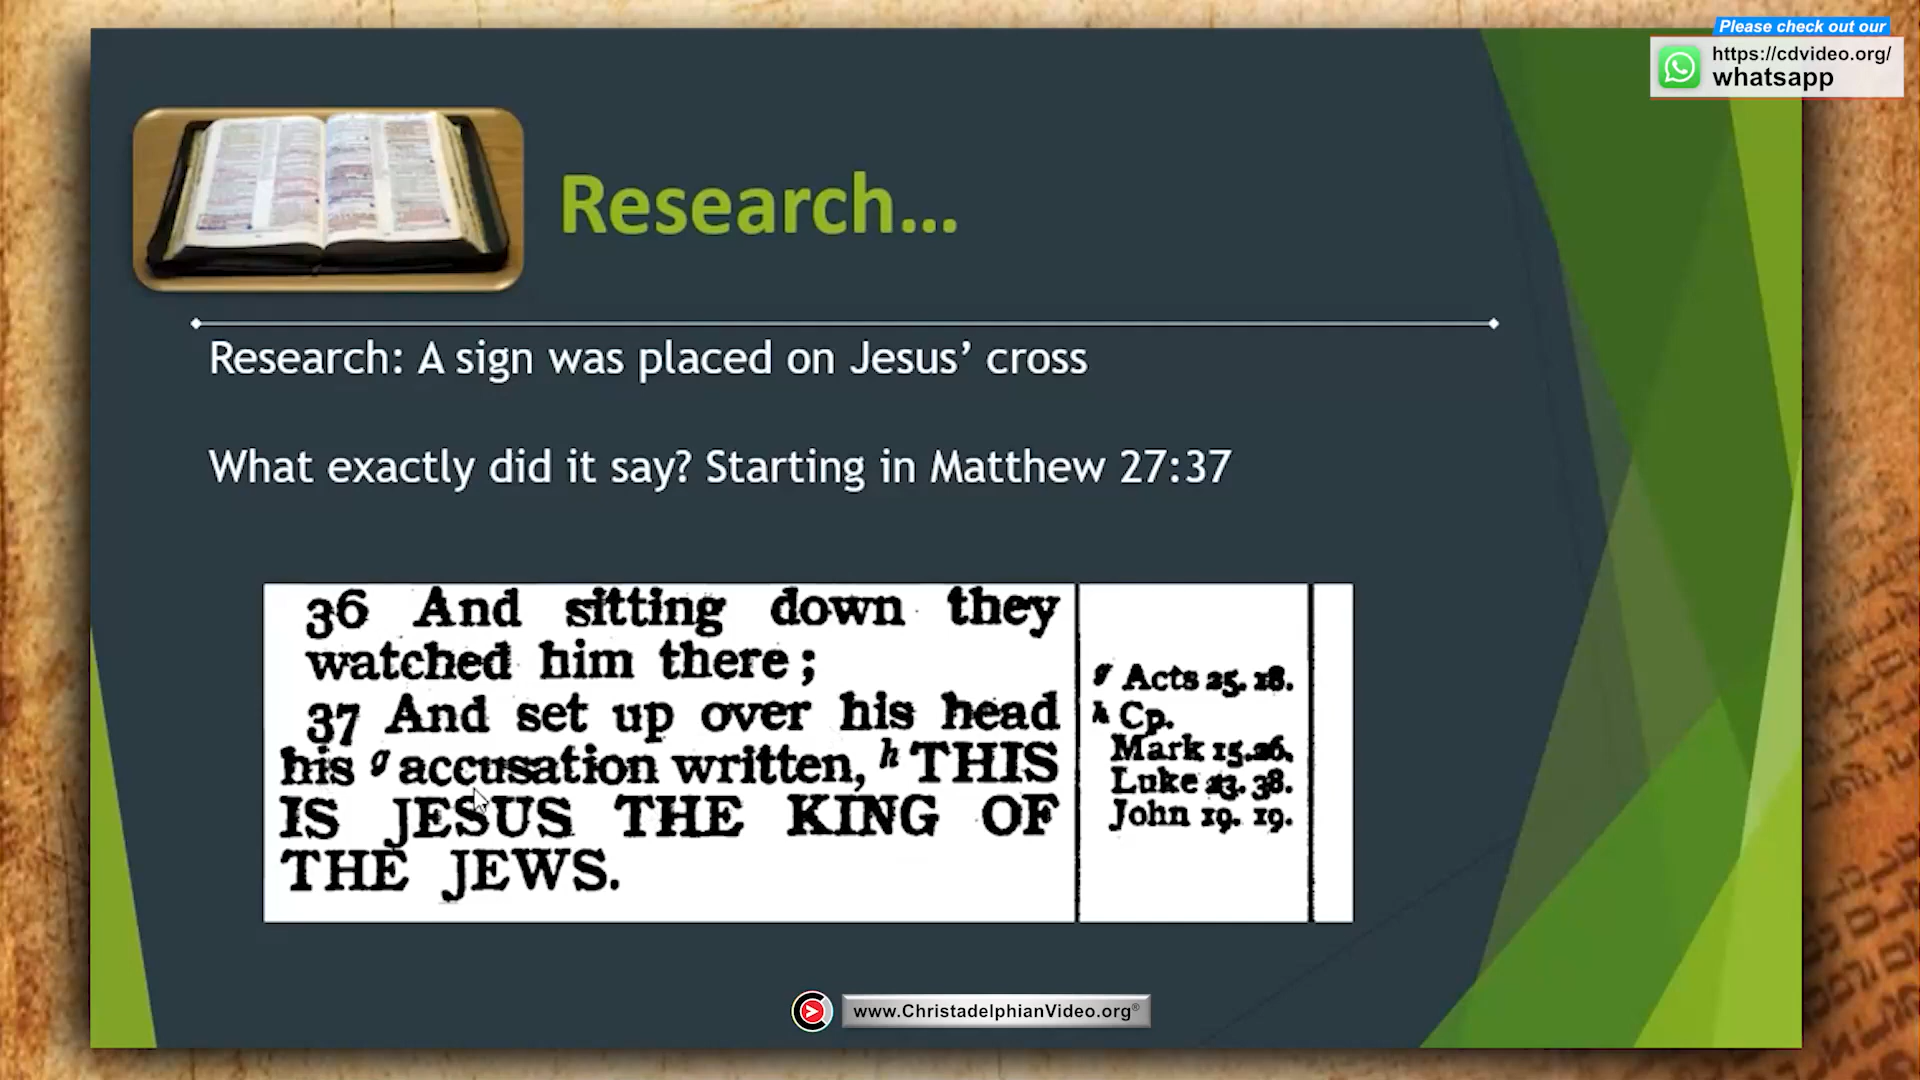 Please check out our
https://cdvideo.org/
whatsapp
Research...
Research: A sign was placed on Jesus’ cross
What exactly did it say? Starting in Matthew 27:37
36 And sitting down they
watched him there;
37 And set up over his head
his g accusation written, h THIS
IS JESUS THE KING OF
THE JEWS.
g Acts 25. 18.
h Cp.
Mark 15.26.
Luke 23. 38.
John 19. 19.
www.ChristadelphianVideo.org®